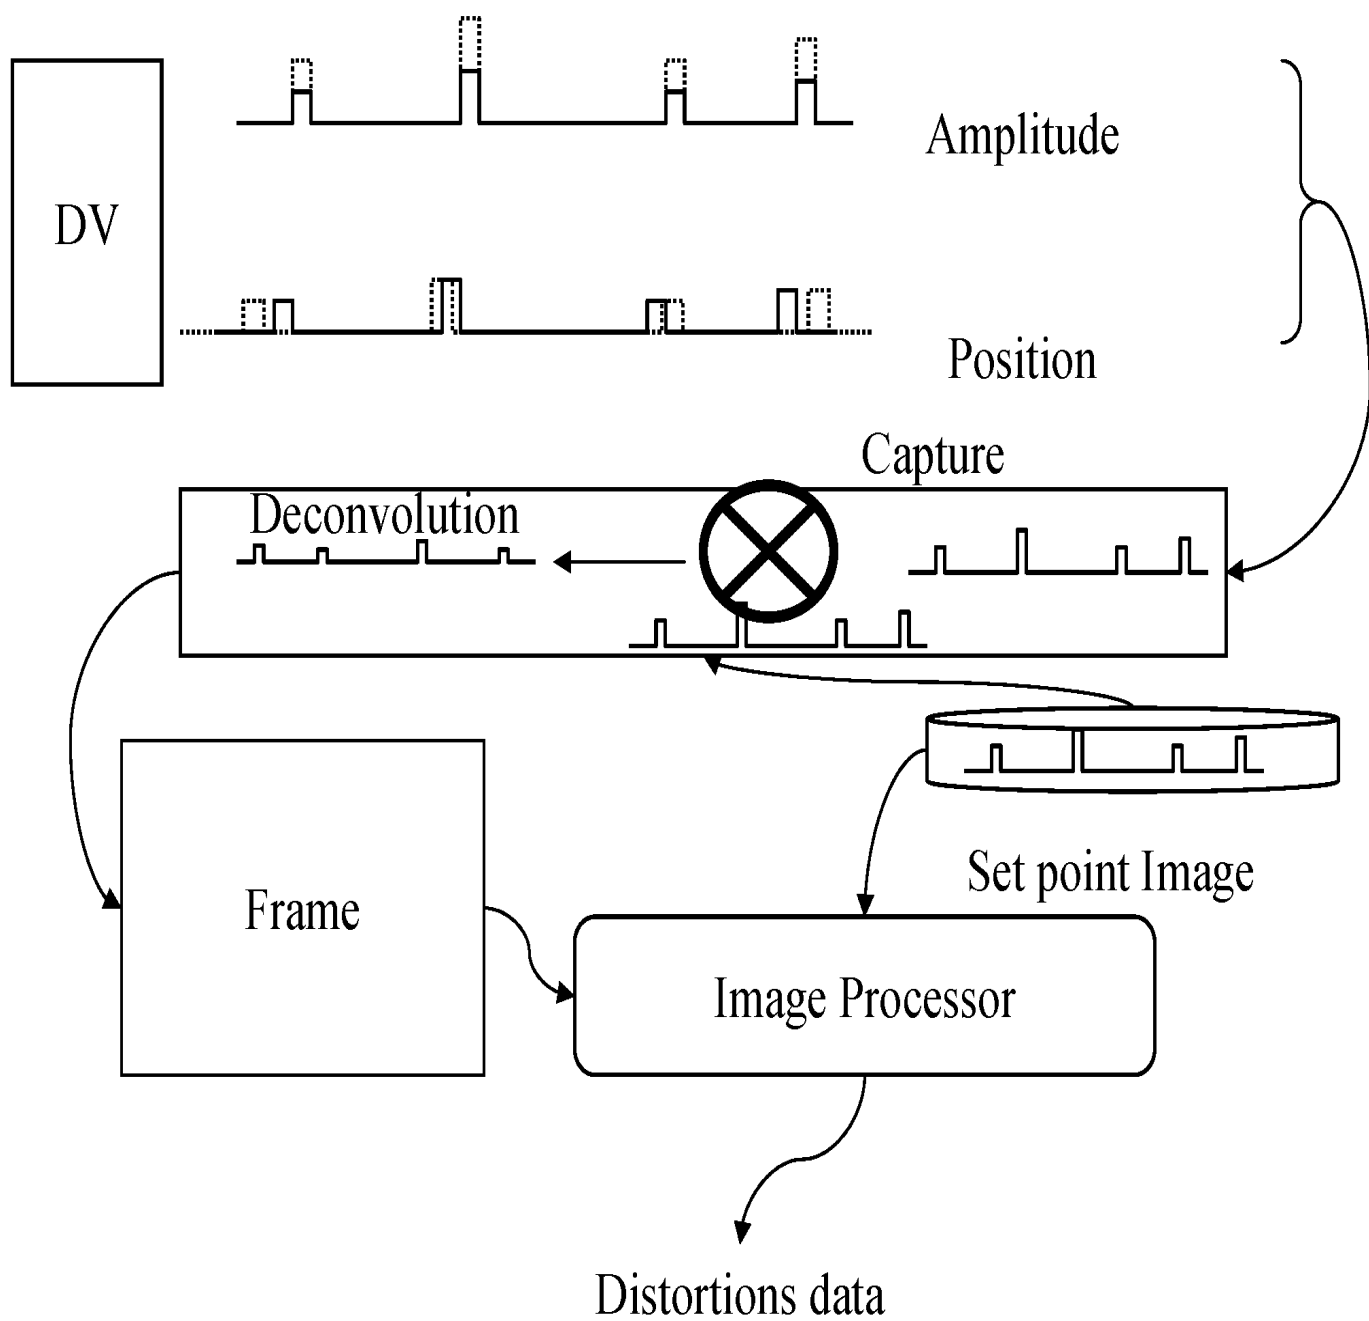 Amplitude
DV
Position
Capture
Deconvolution
Set point Image
Frame
Image Processor
Distortions data